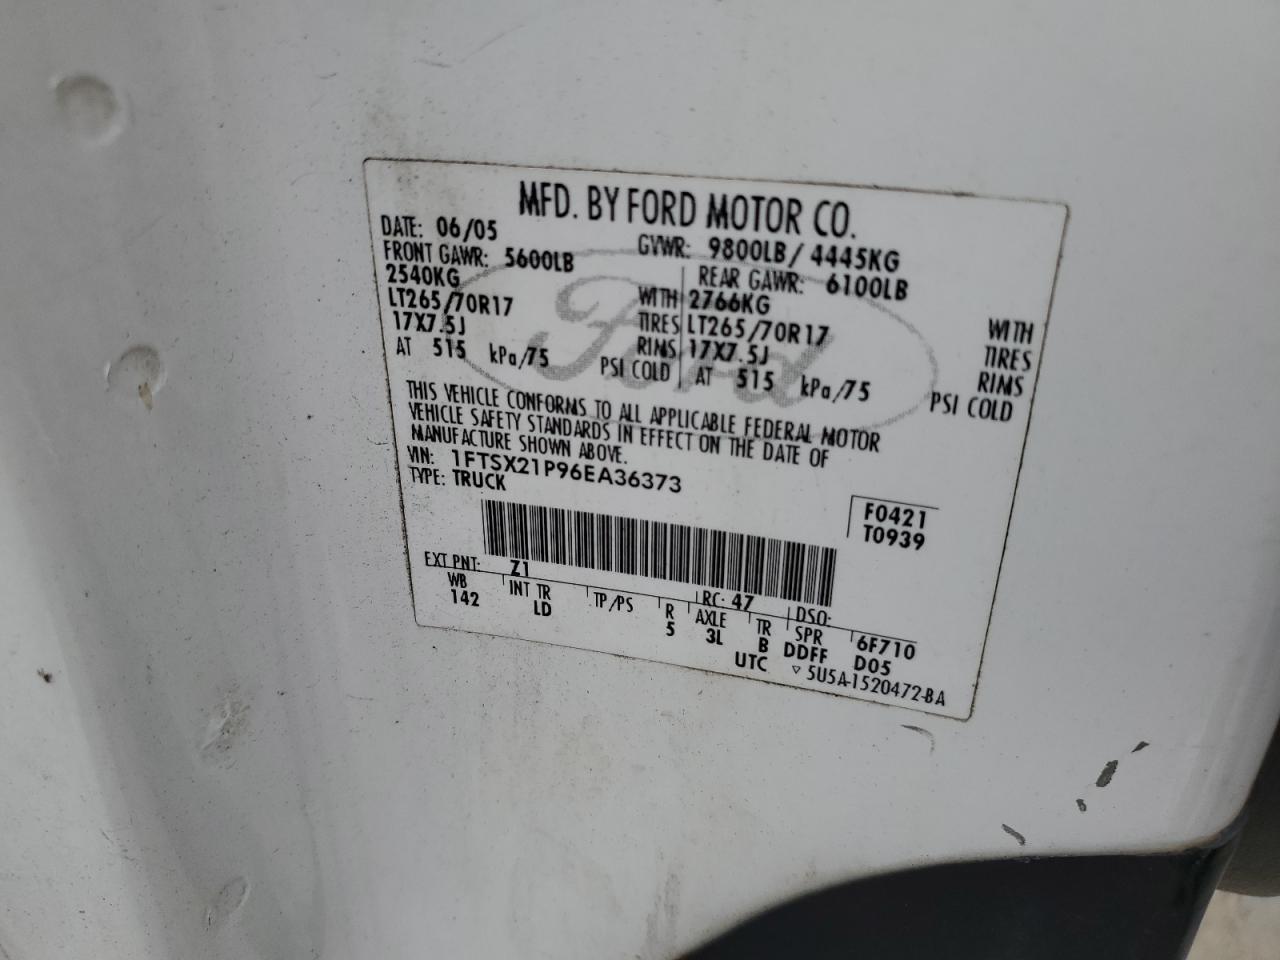 MFD. BY FORD MOTOR CO.
DATE: 06/05 GVWR: 9800LB / 4445KG
FRONT GAWR: 5600LB REAR GAWR: 6100LB
2540KG WITH 2766KG WITH
LT265/70R17 TIRES LT265/70R17 TIRES
17X7.5J RIMS 17X7.5J RIMS
AT 515 kPa/75 PSI COLD AT 515 kPa/75 PSI COLD
Ford
THIS VEHICLE CONFORMS TO ALL APPLICABLE FEDERAL MOTOR
VEHICLE SAFETY STANDARDS IN EFFECT ON THE DATE OF
MANUFACTURE SHOWN ABOVE.
VIN: 1FTSX21P96EA36373
TYPE: TRUCK
F0421
T0939
EXT PNT: Z1 RC: 47 DSO:
WB INT TR TP/PS R AXLE TR SPR 6F710
142 LD 5 3L B DDFF D05
UTC ▽ 5U5A-1520472-BA